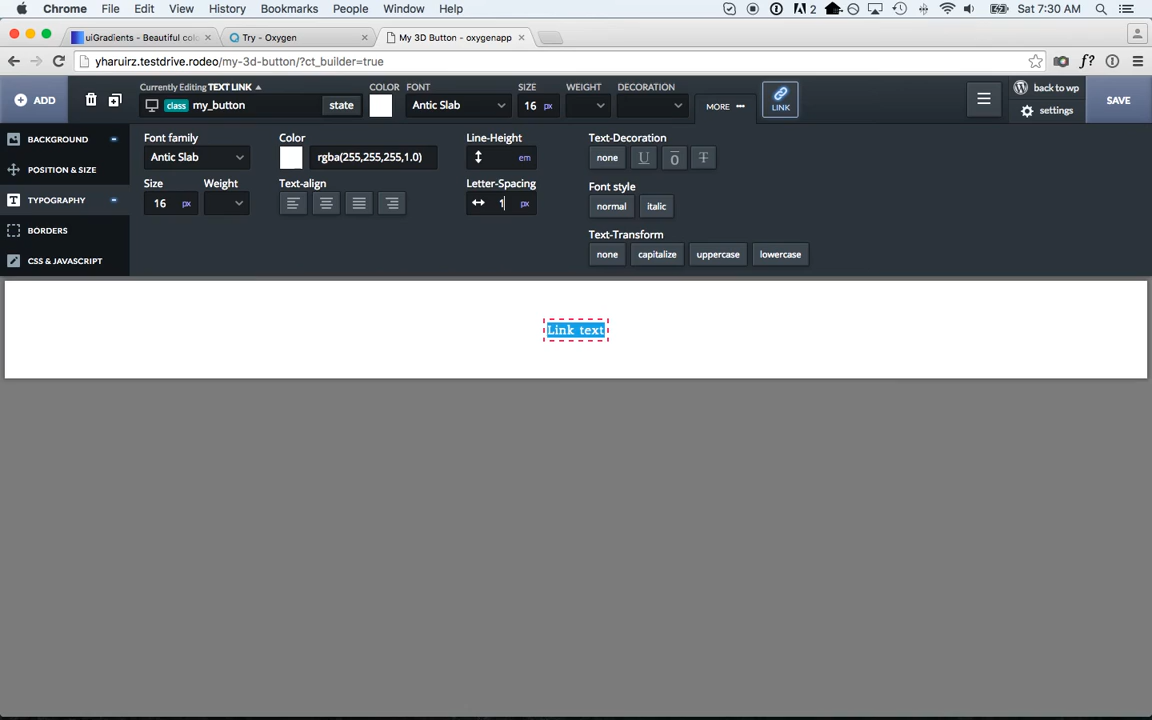 Chrome File Edit View History Bookmarks People Window Help
2 Sat 7:30 AM
uiGradients - Beautiful col
Try - Oxygen
My 3D Button - oxygenapp
yharuirz.testdrive.rodeo/my-3d-button/?ct_builder=true
f?
ADD
Currently Editing TEXT LINK
class my_button state
COLOR
FONT
Antic Slab
SIZE
16 px
WEIGHT
DECORATION
MORE
LINK
back to wp
settings
SAVE
BACKGROUND
POSITION & SIZE
TYPOGRAPHY
BORDERS
CSS & JAVASCRIPT
Font family
Antic Slab
Size
16 px
Weight
Color
rgba(255,255,255,1.0)
Text-align
Line-Height
em
Letter-Spacing
1 px
Text-Decoration
none U O T
Font style
normal italic
Text-Transform
none capitalize uppercase lowercase
Link text